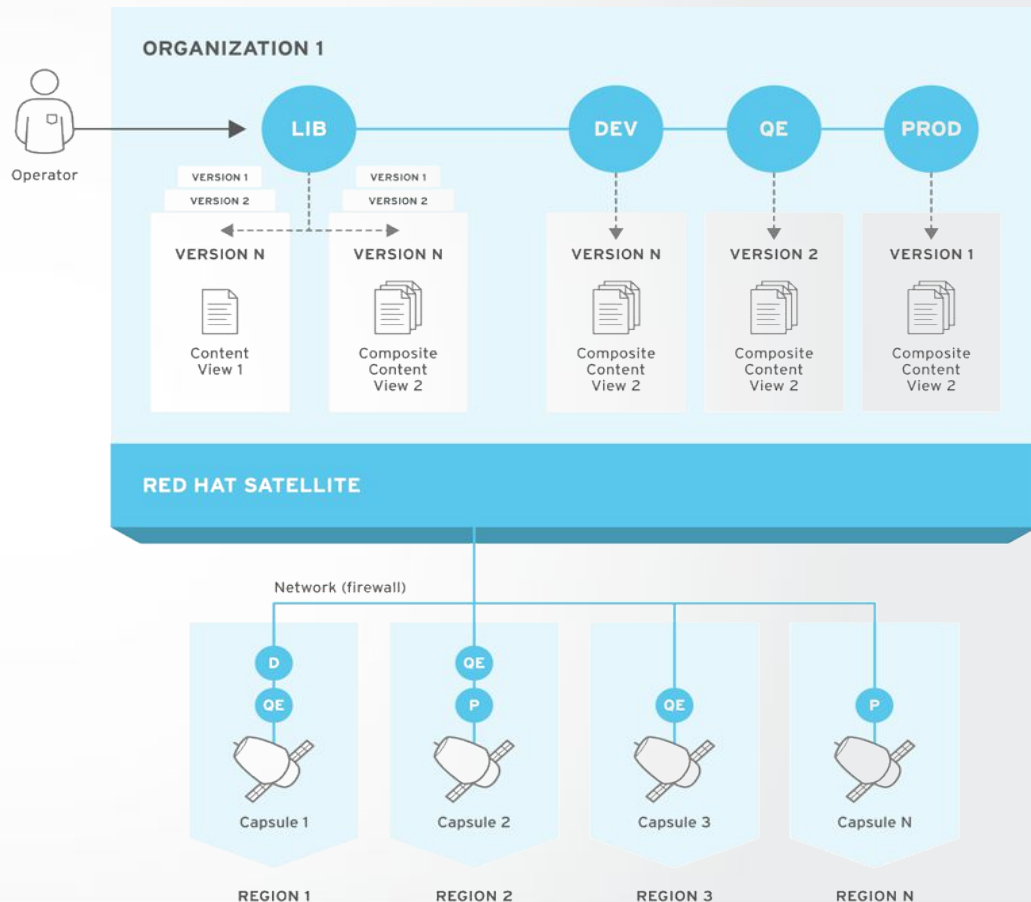 ORGANIZATION 1
Operator
LIB
DEV
QE
PROD
VERSION 1
VERSION 2
VERSION N
Content
View 1
VERSION 1
VERSION 2
VERSION N
Composite
Content
View 2
VERSION N
Composite
Content
View 2
VERSION 2
Composite
Content
View 2
VERSION 1
Composite
Content
View 2
RED HAT SATELLITE
Network (firewall)
D
QE
Capsule 1
REGION 1
QE
P
Capsule 2
REGION 2
QE
Capsule 3
REGION 3
P
Capsule N
REGION N